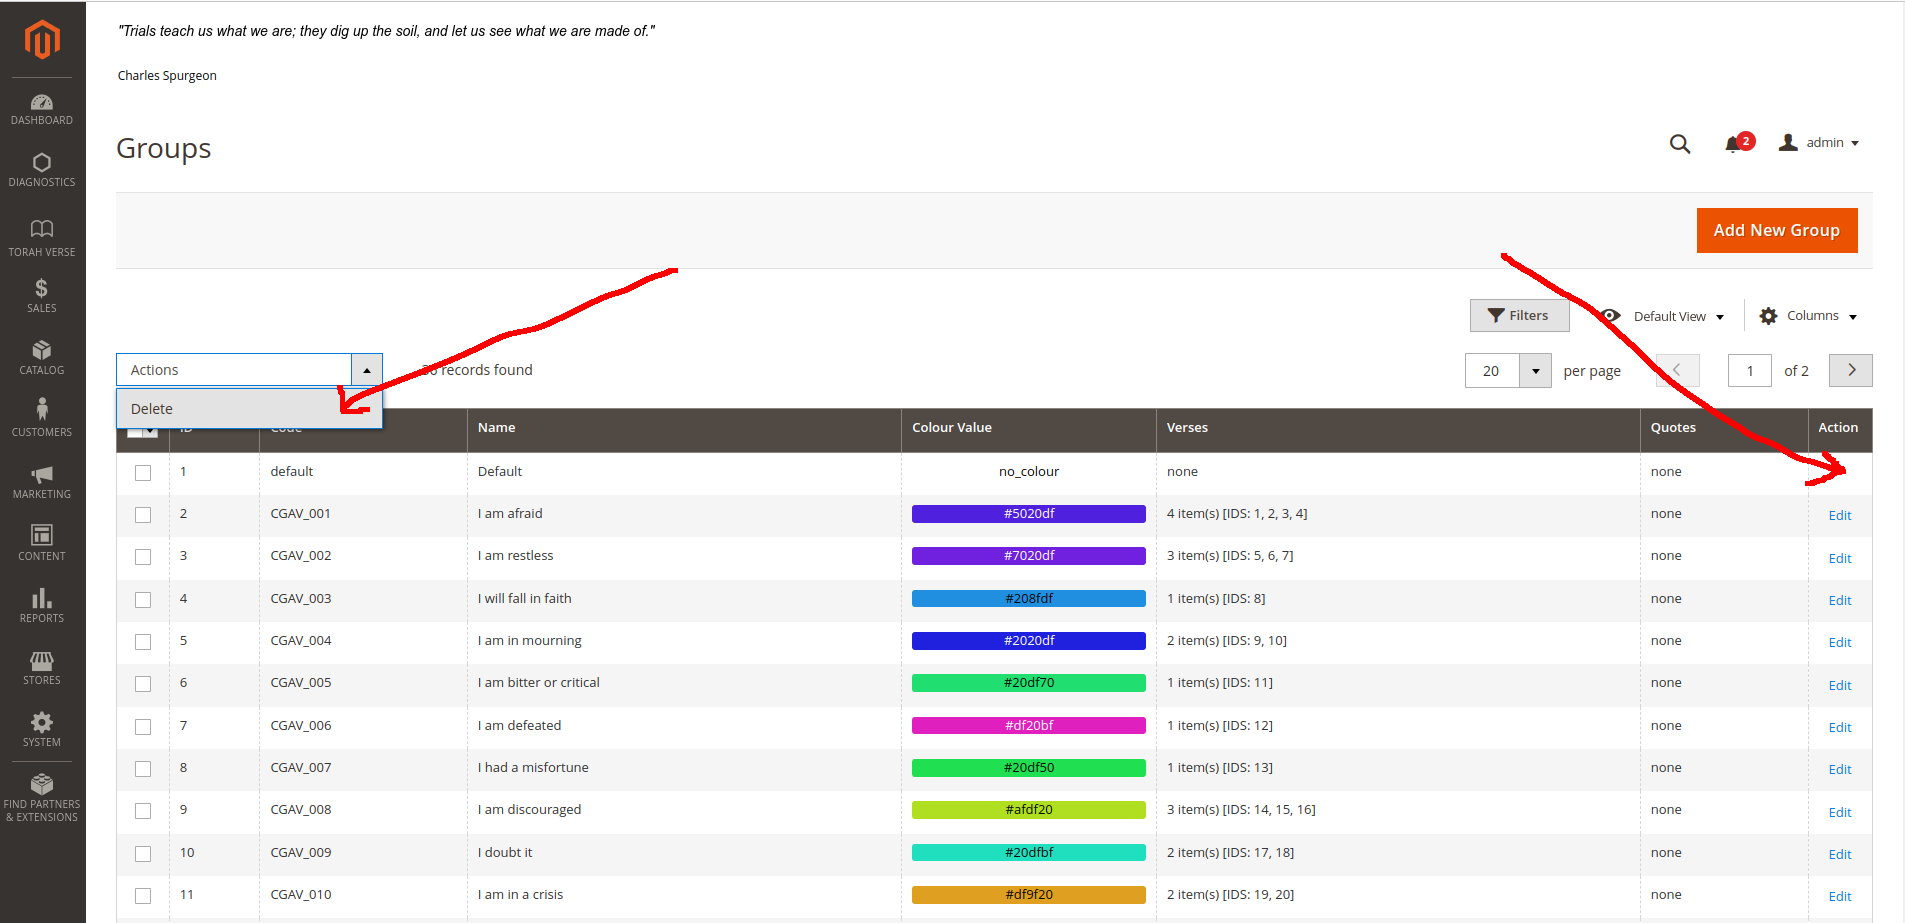 "Trials teach us what we are; they dig up the soil, and let us see what we are made of."
Charles Spurgeon
DASHBOARD
DIAGNOSTICS
TORAH VERSE
SALES
CATALOG
CUSTOMERS
MARKETING
CONTENT
REPORTS
STORES
SYSTEM
FIND PARTNERS
& EXTENSIONS
Groups
2 admin
Add New Group
Filters Default View Columns
Actions records found 20 per page 1 of 2
Delete
Name Colour Value Verses Quotes Action
1 default Default no_colour none none
2 CGAV_001 I am afraid #5020df 4 item(s) [IDS: 1, 2, 3, 4] none Edit
3 CGAV_002 I am restless #7020df 3 item(s) [IDS: 5, 6, 7] none Edit
4 CGAV_003 I will fall in faith #208fdf 1 item(s) [IDS: 8] none Edit
5 CGAV_004 I am in mourning #2020df 2 item(s) [IDS: 9, 10] none Edit
6 CGAV_005 I am bitter or critical #20df70 1 item(s) [IDS: 11] none Edit
7 CGAV_006 I am defeated #df20bf 1 item(s) [IDS: 12] none Edit
8 CGAV_007 I had a misfortune #20df50 1 item(s) [IDS: 13] none Edit
9 CGAV_008 I am discouraged #afdf20 3 item(s) [IDS: 14, 15, 16] none Edit
10 CGAV_009 I doubt it #20dfbf 2 item(s) [IDS: 17, 18] none Edit
11 CGAV_010 I am in a crisis #df9f20 2 item(s) [IDS: 19, 20] none Edit